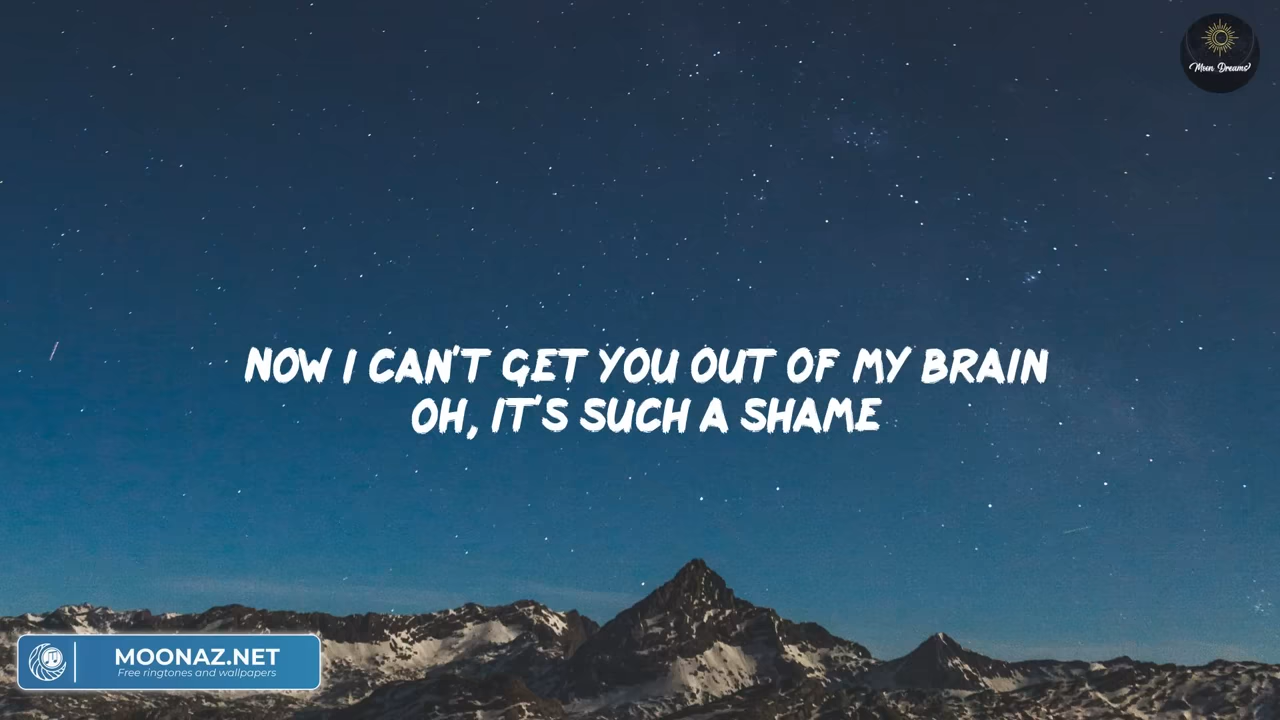 Moon Dreams
NOW I CAN'T GET YOU OUT OF MY BRAIN
OH, IT'S SUCH A SHAME
MOONAZ.NET
Free ringtones and wallpapers